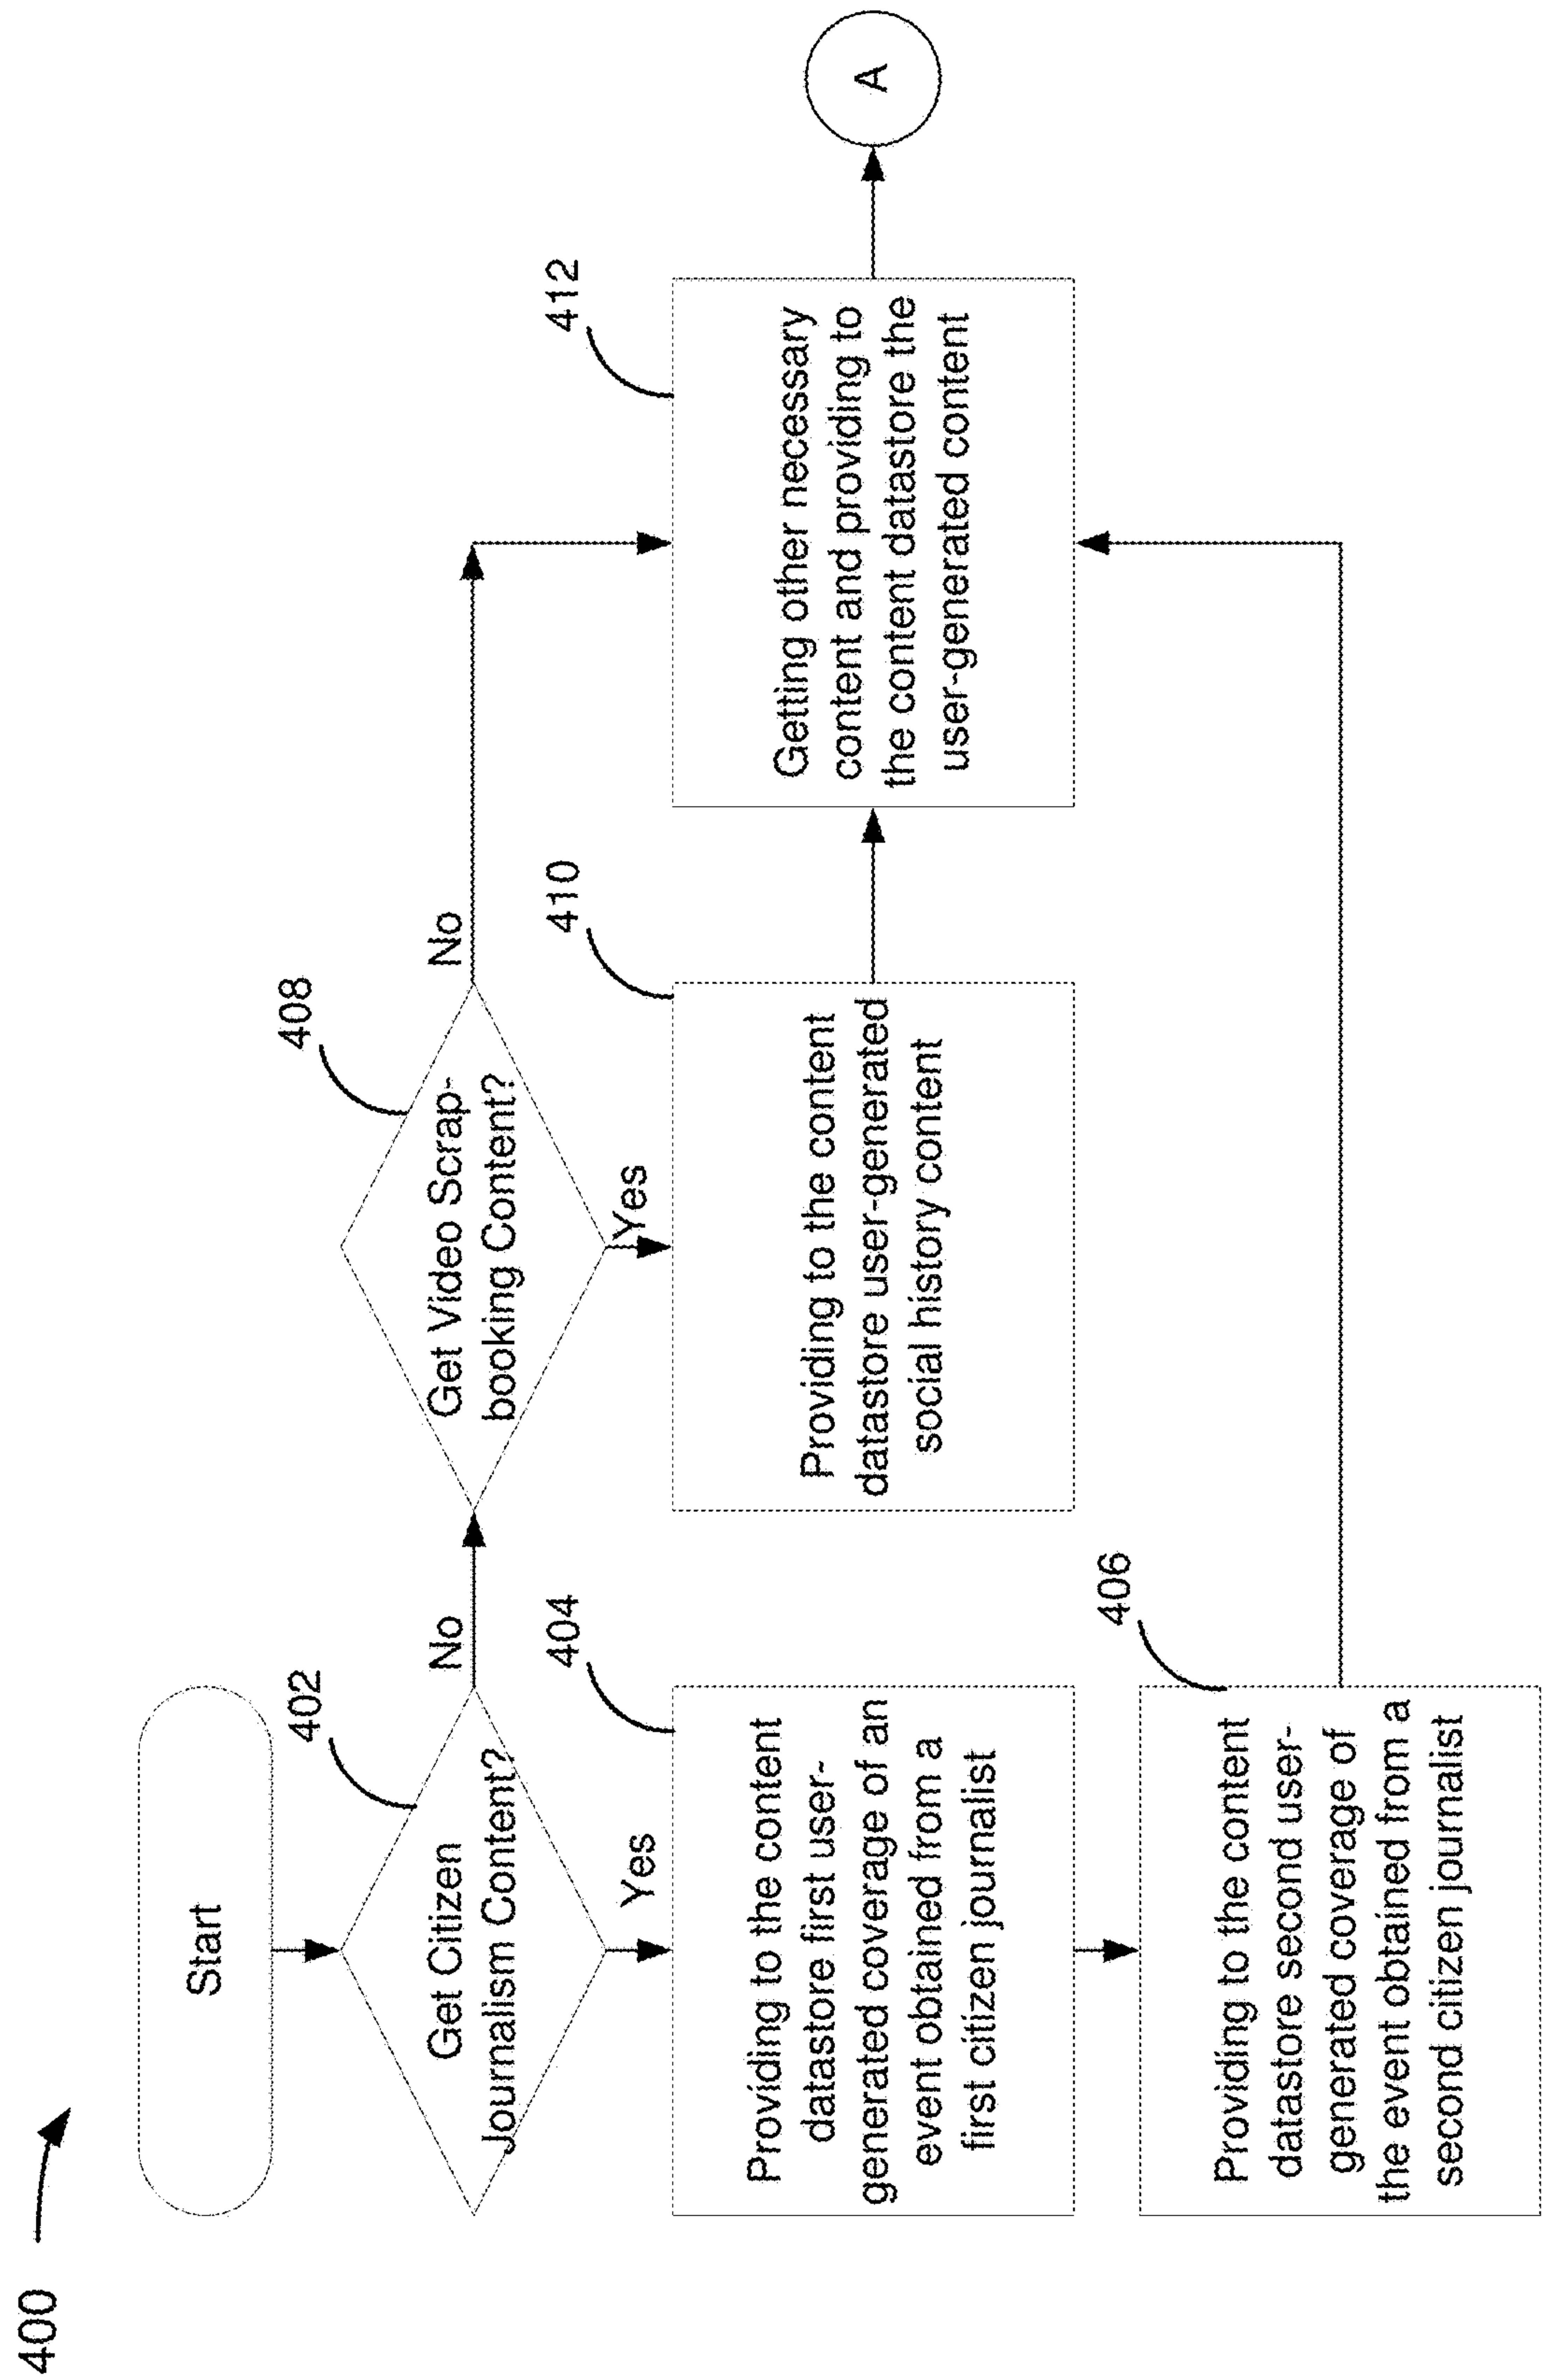 400
Start
402
Get Citizen
Journalism Content?
No
Yes
404
Providing to the content
datastore first user-
generated coverage of an
event obtained from a
first citizen journalist
406
Providing to the content
datastore second user-
generated coverage of
the event obtained from a
second citizen journalist
408
Get Video Scrap-
booking Content?
No
Yes
410
Providing to the content
datastore user-generated
social history content
412
Getting other necessary
content and providing to
the content datastore the
user-generated content
A